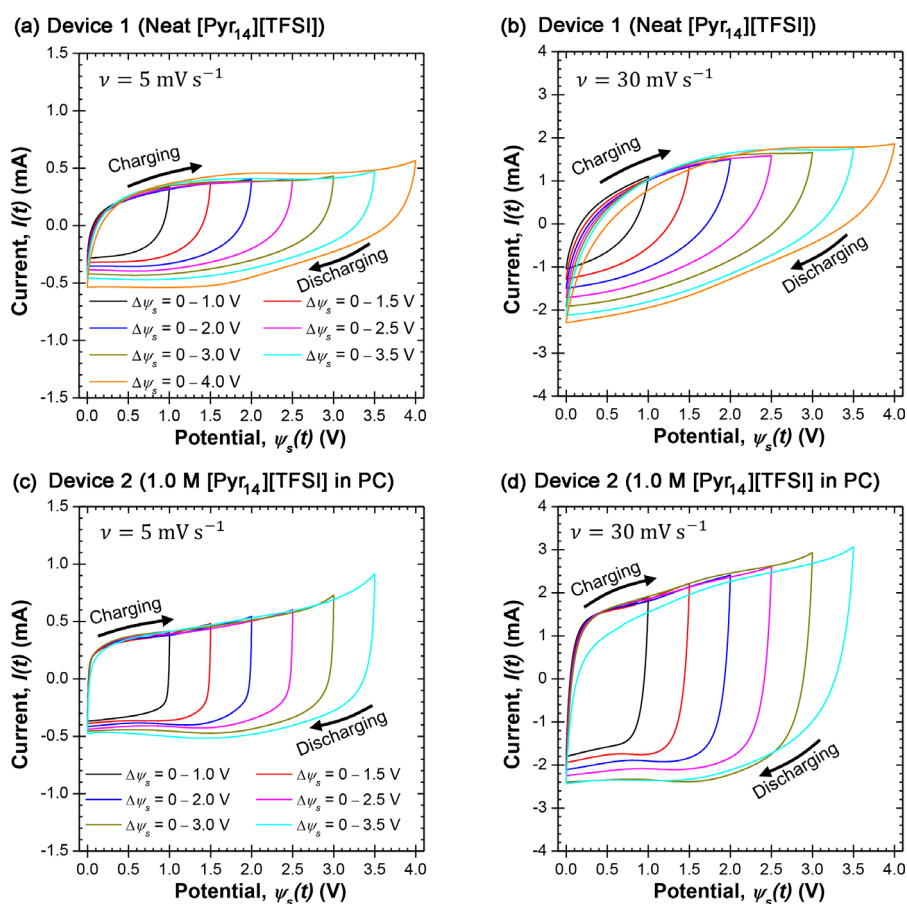 (a) Device 1 (Neat [Pyr₁₄][TFSI])
ν = 5 mV s⁻¹
Charging
Discharging
Δψₛ = 0 – 1.0 V
Δψₛ = 0 – 1.5 V
Δψₛ = 0 – 2.0 V
Δψₛ = 0 – 2.5 V
Δψₛ = 0 – 3.0 V
Δψₛ = 0 – 3.5 V
Δψₛ = 0 – 4.0 V
1.5
1.0
0.5
0.0
-0.5
-1.0
-1.5
Current, I(t) (mA)
0.0 0.5 1.0 1.5 2.0 2.5 3.0 3.5 4.0
Potential, ψₛ(t) (V)
(b) Device 1 (Neat [Pyr₁₄][TFSI])
ν = 30 mV s⁻¹
Charging
Discharging
4
3
2
1
0
-1
-2
-3
-4
Current, I(t) (mA)
0.0 0.5 1.0 1.5 2.0 2.5 3.0 3.5 4.0
Potential, ψₛ(t) (V)
(c) Device 2 (1.0 M [Pyr₁₄][TFSI] in PC)
ν = 5 mV s⁻¹
Charging
Discharging
Δψₛ = 0 – 1.0 V
Δψₛ = 0 – 1.5 V
Δψₛ = 0 – 2.0 V
Δψₛ = 0 – 2.5 V
Δψₛ = 0 – 3.0 V
Δψₛ = 0 – 3.5 V
1.5
1.0
0.5
0.0
-0.5
-1.0
-1.5
Current, I(t) (mA)
0.0 0.5 1.0 1.5 2.0 2.5 3.0 3.5 4.0
Potential, ψₛ(t) (V)
(d) Device 2 (1.0 M [Pyr₁₄][TFSI] in PC)
ν = 30 mV s⁻¹
Charging
Discharging
4
3
2
1
0
-1
-2
-3
-4
Current, I(t) (mA)
0.0 0.5 1.0 1.5 2.0 2.5 3.0 3.5 4.0
Potential, ψₛ(t) (V)